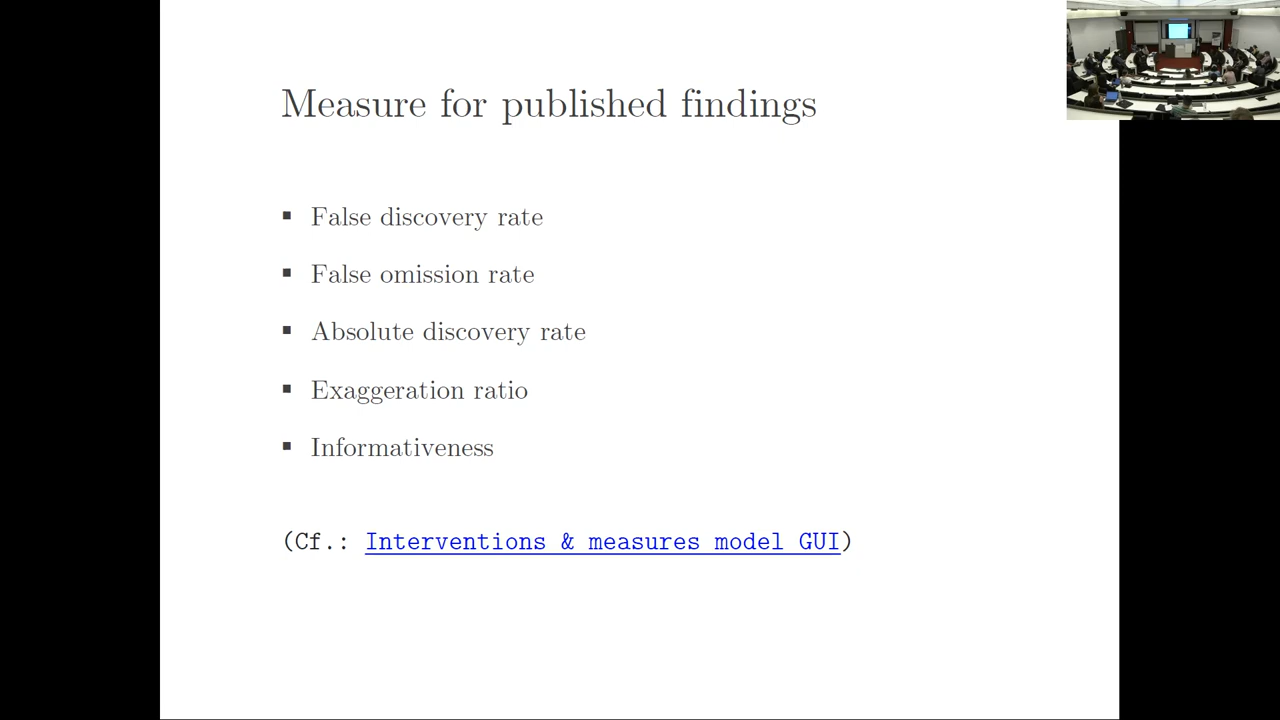 Measure for published findings
▪ False discovery rate
▪ False omission rate
▪ Absolute discovery rate
▪ Exaggeration ratio
▪ Informativeness
(Cf.: Interventions & measures model GUI)